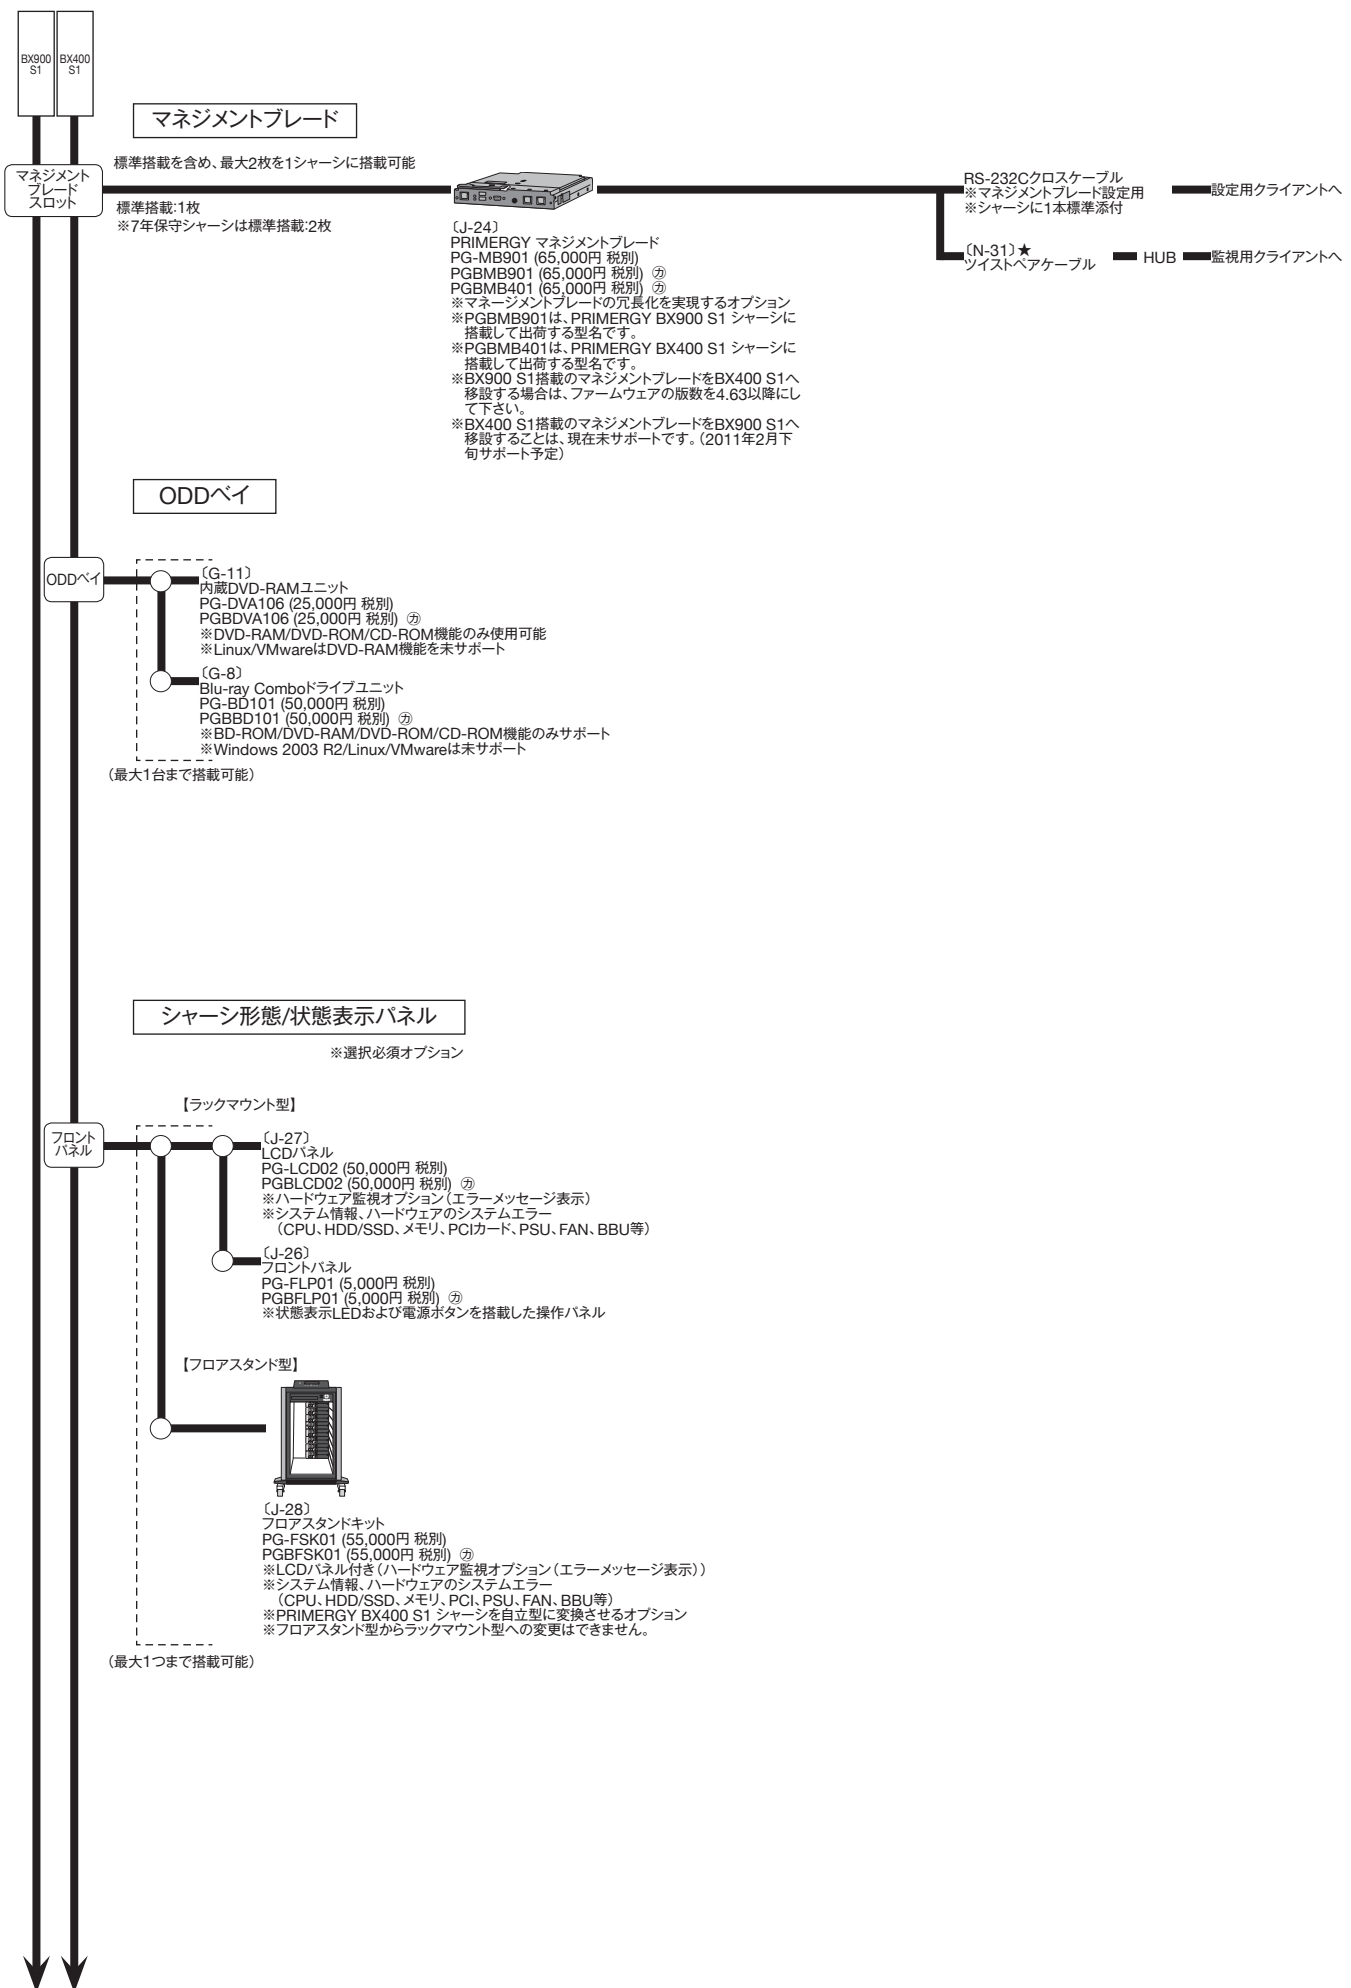 BX900
S1
BX400
S1
マネジメントブレード
マネジメント
ブレード
スロット
標準搭載を含め、最大2枚を1シャーシに搭載可能
標準搭載:1枚
※7年保守シャーシは標準搭載:2枚
〔J-24〕
PRIMERGY マネジメントブレード
PG-MB901 (65,000円 税別)
PGBMB901 (65,000円 税別) ㋕
PGBMB401 (65,000円 税別) ㋕
※マネージメントブレードの冗長化を実現するオプション
※PGBMB901は、PRIMERGY BX900 S1 シャーシに
搭載して出荷する型名です。
※PGBMB401は、PRIMERGY BX400 S1 シャーシに
搭載して出荷する型名です。
※BX900 S1搭載のマネジメントブレードをBX400 S1へ
移設する場合は、ファームウェアの版数を4.63以降にし
て下さい。
※BX400 S1搭載のマネジメントブレードをBX900 S1へ
移設することは、現在未サポートです。(2011年2月下
旬サポート予定)
RS-232Cクロスケーブル
※マネジメントブレード設定用
※シャーシに1本標準添付
設定用クライアントへ
〔N-31〕★
ツイストペアケーブル
HUB
監視用クライアントへ
ODDベイ
ODDベイ
〔G-11〕
内蔵DVD-RAMユニット
PG-DVA106 (25,000円 税別)
PGBDVA106 (25,000円 税別) ㋕
※DVD-RAM/DVD-ROM/CD-ROM機能のみ使用可能
※Linux/VMwareはDVD-RAM機能を未サポート
〔G-8〕
Blu-ray Comboドライブユニット
PG-BD101 (50,000円 税別)
PGBBD101 (50,000円 税別) ㋕
※BD-ROM/DVD-RAM/DVD-ROM/CD-ROM機能のみサポート
※Windows 2003 R2/Linux/VMwareは未サポート
(最大1台まで搭載可能)
シャーシ形態/状態表示パネル
※選択必須オプション
【ラックマウント型】
フロント
パネル
〔J-27〕
LCDパネル
PG-LCD02 (50,000円 税別)
PGBLCD02 (50,000円 税別) ㋕
※ハードウェア監視オプション(エラーメッセージ表示)
※システム情報、ハードウェアのシステムエラー
(CPU、HDD/SSD、メモリ、PCIカード、PSU、FAN、BBU等)
〔J-26〕
フロントパネル
PG-FLP01 (5,000円 税別)
PGBFLP01 (5,000円 税別) ㋕
※状態表示LEDおよび電源ボタンを搭載した操作パネル
【フロアスタンド型】
〔J-28〕
フロアスタンドキット
PG-FSK01 (55,000円 税別)
PGBFSK01 (55,000円 税別) ㋕
※LCDパネル付き(ハードウェア監視オプション(エラーメッセージ表示))
※システム情報、ハードウェアのシステムエラー
(CPU、HDD/SSD、メモリ、PCI、PSU、FAN、BBU等)
※PRIMERGY BX400 S1 シャーシを自立型に変換させるオプション
※フロアスタンド型からラックマウント型への変更はできません。
(最大1つまで搭載可能)